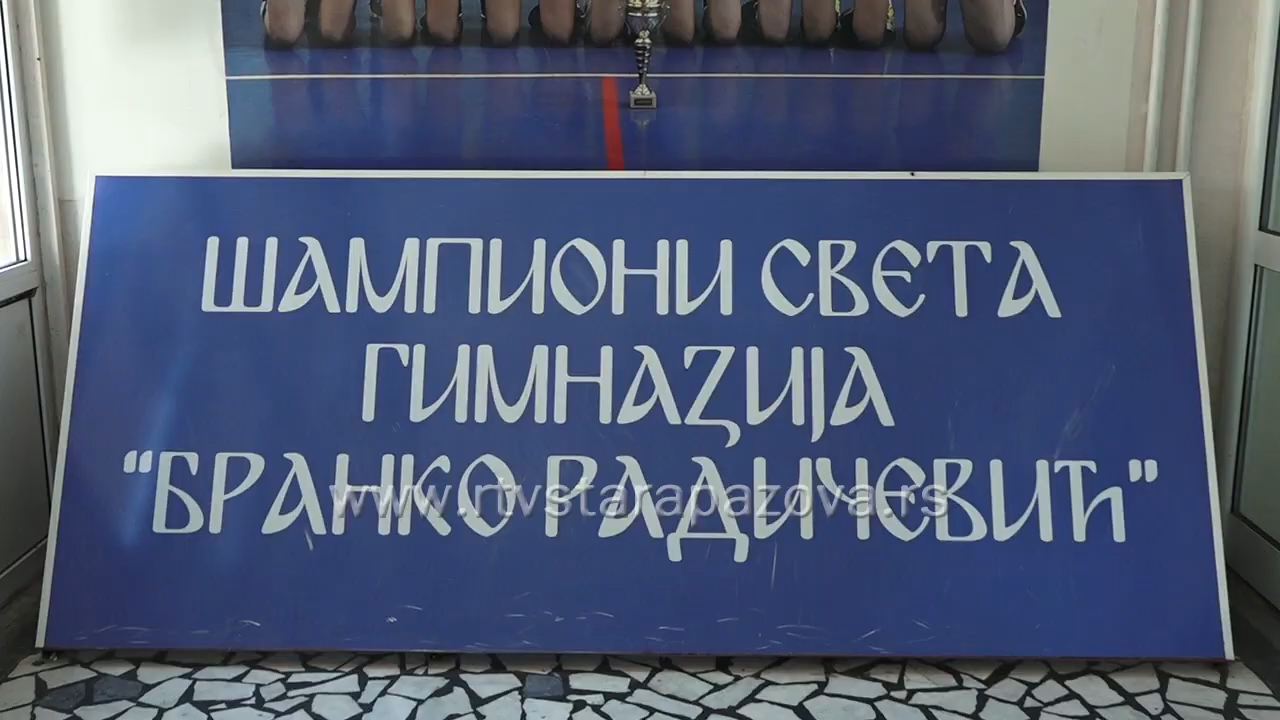 ШАМПИОНИ СВЕТА
ГИМНАЗИЈА
"БРАНКО РАДИЧЕВИЋ"
www.rtvstarapazova.rs